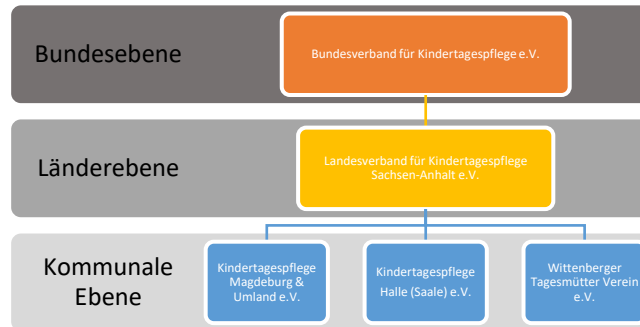 Bundesebene
Bundesverband für Kindertagespflege e.V.
Länderebene
Landesverband für Kindertagespflege
Sachsen-Anhalt e.V.
Kommunale
Ebene
Kindertagespflege
Magdeburg &
Umland e.V.
Kindertagespflege
Halle (Saale) e.V.
Wittenberger
Tagesmütter Verein
e.V.